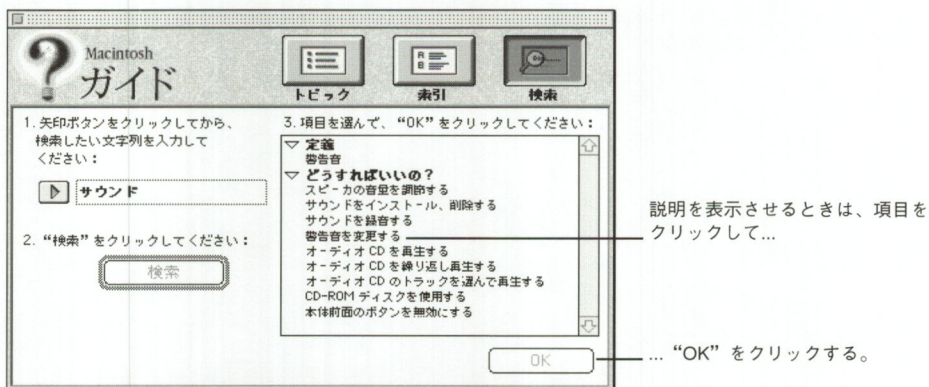 Macintosh
ガイド
トピック
索引
検索
1. 矢印ボタンをクリックしてから、
検索したい文字列を入力して
ください：
サウンド
2. “検索” をクリックしてください：
検索
3. 項目を選んで、“OK” をクリックしてください：
▽ 定義
警告音
▽ どうすればいいの？
スピーカの音量を調節する
サウンドをインストール、削除する
サウンドを録音する
警告音を変更する
オーディオ CD を再生する
オーディオ CD を繰り返し再生する
オーディオ CD のトラックを選んで再生する
CD-ROM ディスクを使用する
本体前面のボタンを無効にする
OK
説明を表示させるときは、項目を
クリックして...
... “OK” をクリックする。